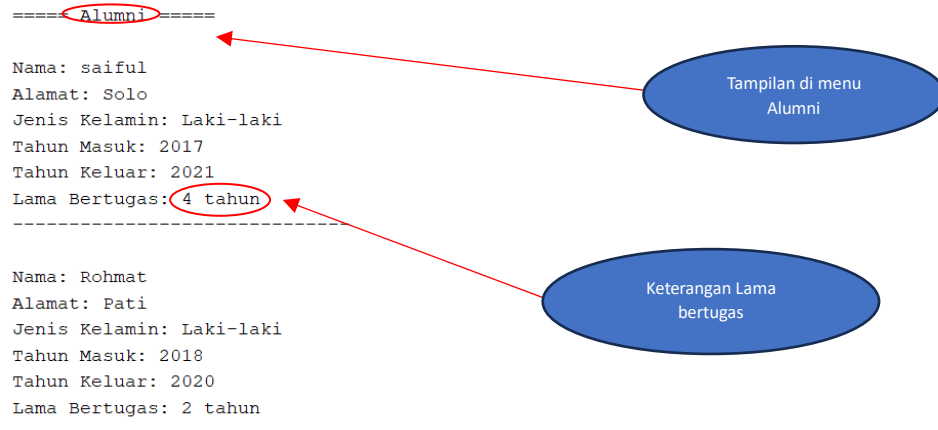 ===== Alumni =====
Tampilan di menu
Alumni
Nama: saiful
Alamat: Solo
Jenis Kelamin: Laki-laki
Tahun Masuk: 2017
Tahun Keluar: 2021
Lama Bertugas: 4 tahun
------------------------------
Keterangan Lama
bertugas
Nama: Rohmat
Alamat: Pati
Jenis Kelamin: Laki-laki
Tahun Masuk: 2018
Tahun Keluar: 2020
Lama Bertugas: 2 tahun